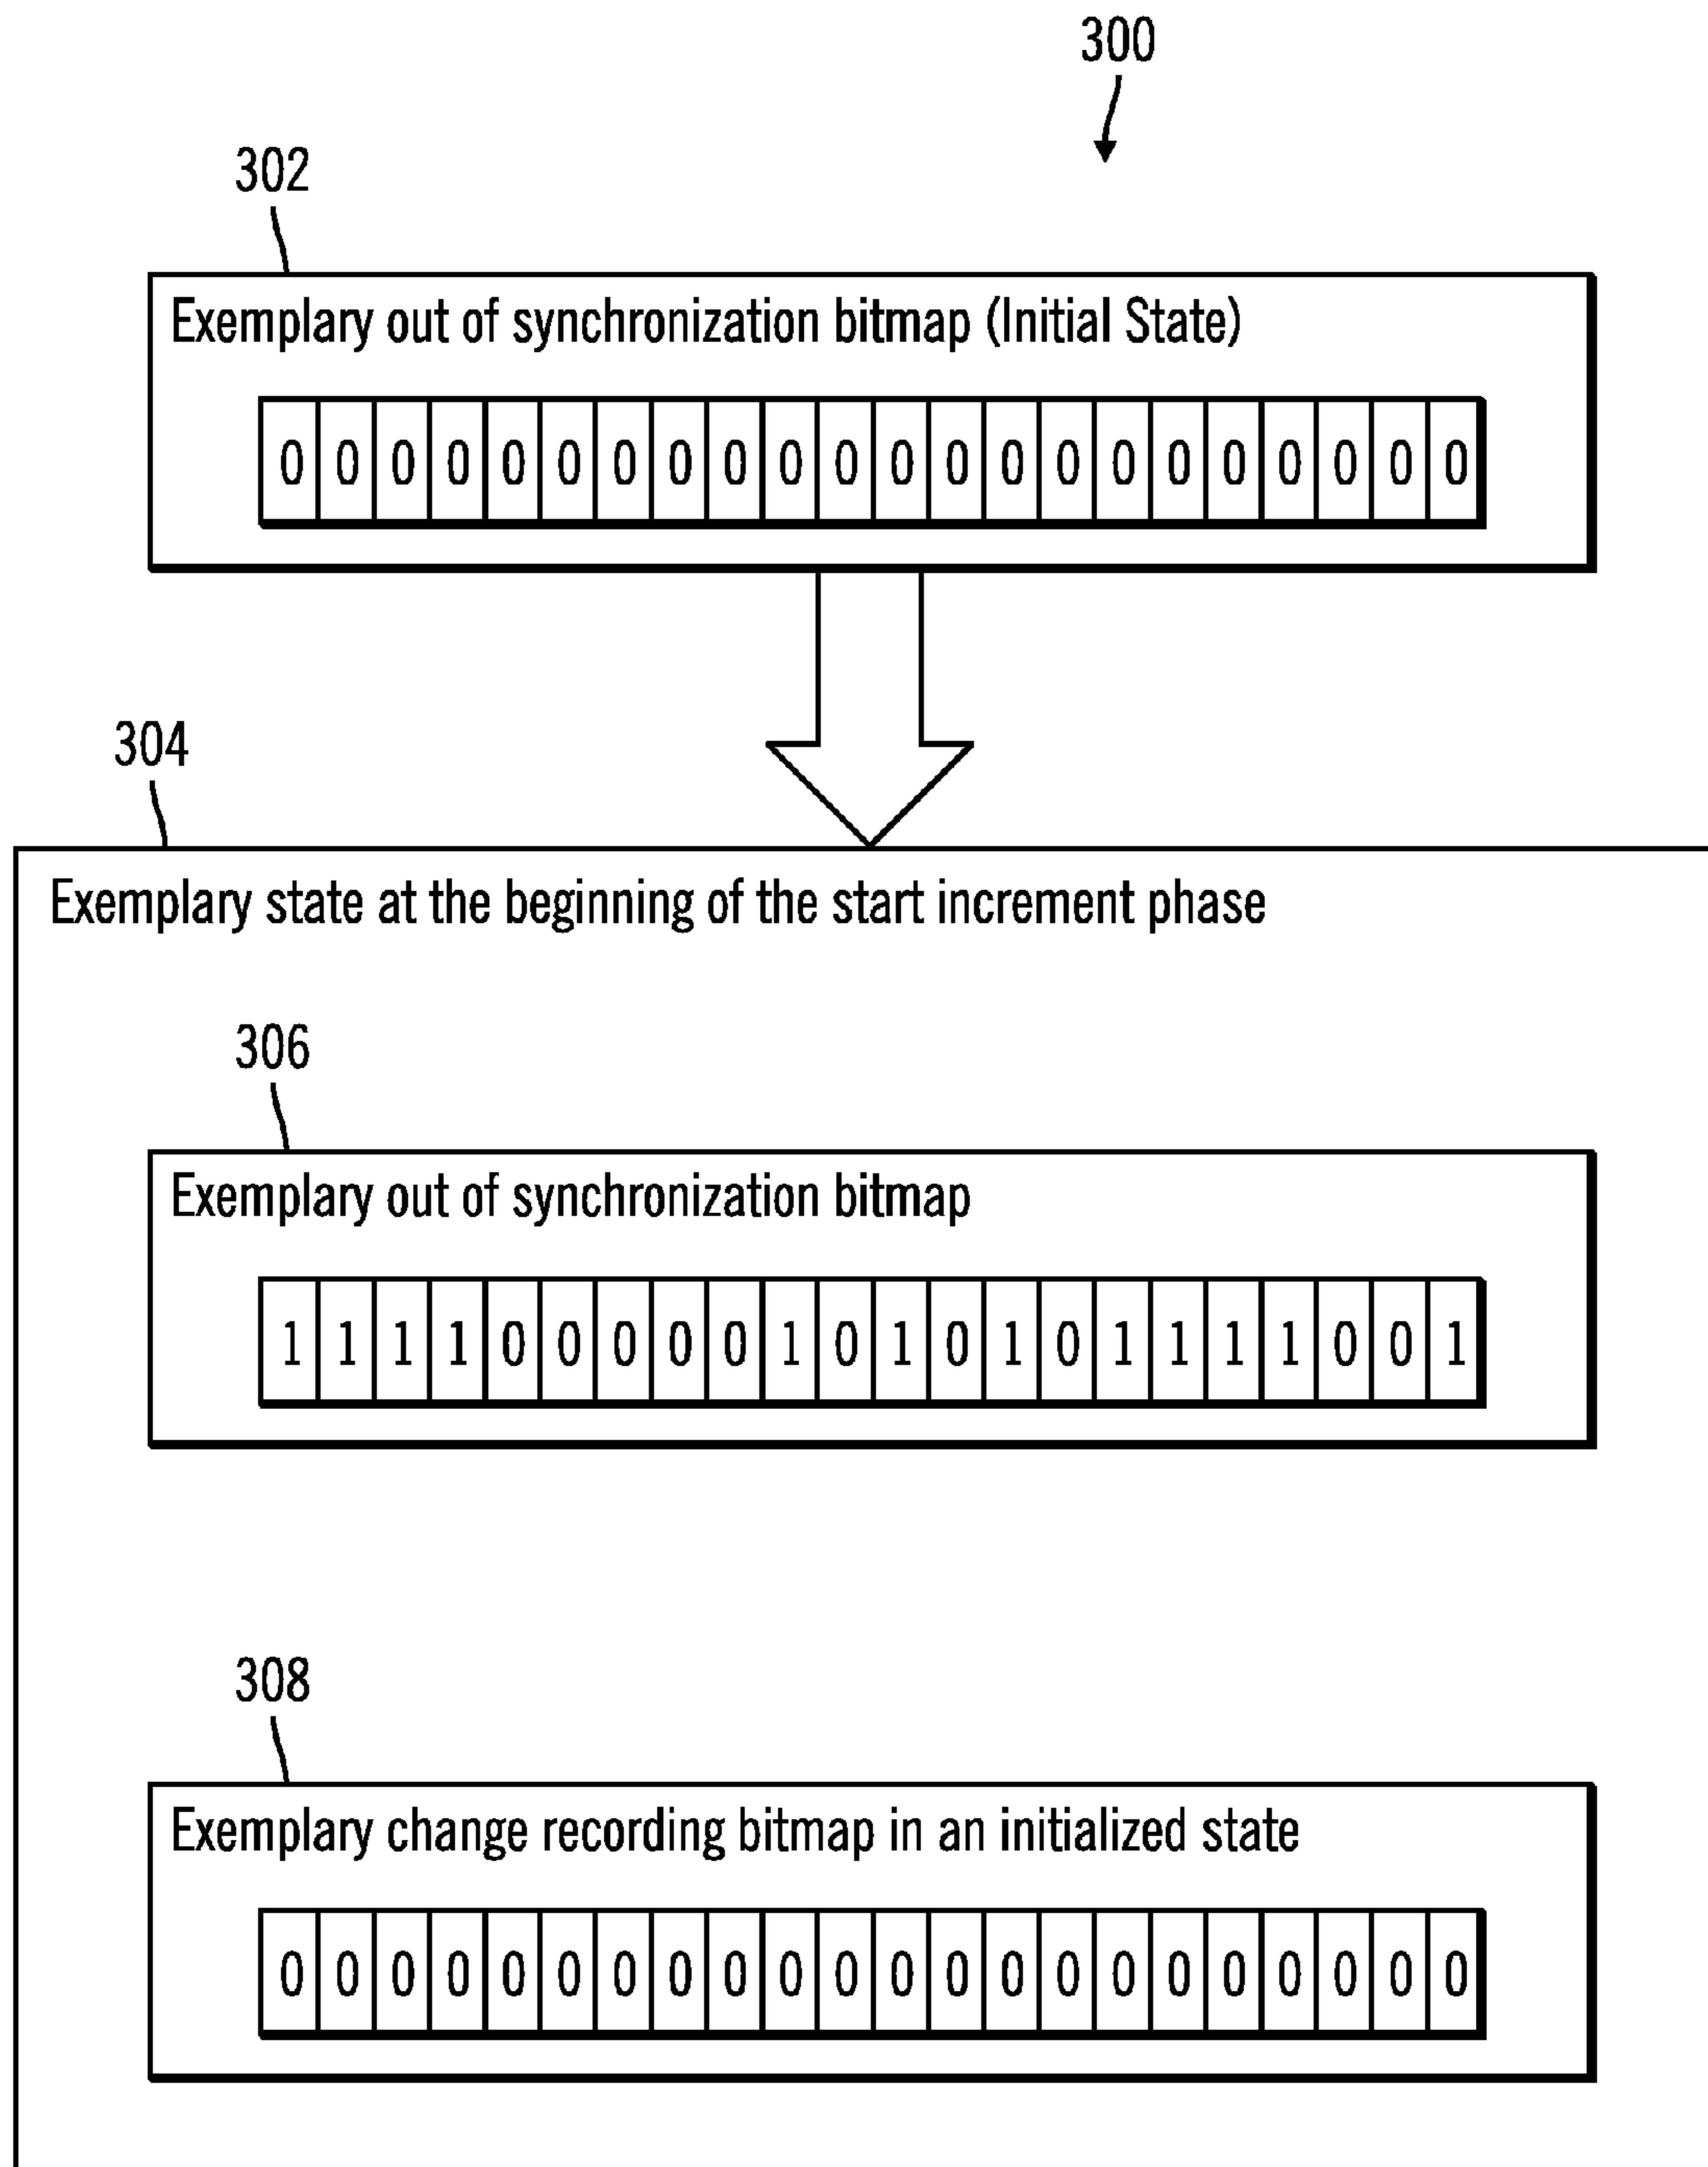 300
302
Exemplary out of synchronization bitmap (Initial State)
0 0 0 0 0 0 0 0 0 0 0 0 0 0 0 0 0 0 0 0 0 0
304
Exemplary state at the beginning of the start increment phase
306
Exemplary out of synchronization bitmap
1 1 1 1 0 0 0 0 0 1 0 1 0 1 0 1 1 1 1 0 0 1
308
Exemplary change recording bitmap in an initialized state
0 0 0 0 0 0 0 0 0 0 0 0 0 0 0 0 0 0 0 0 0 0